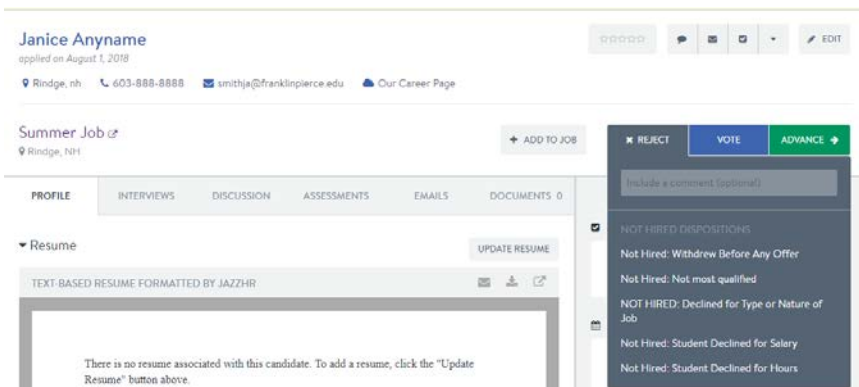 Janice Anyname
applied on August 1, 2018
EDIT
Rindge, nh 603-888-8888 smithja@franklinpierce.edu Our Career Page
Summer Job
Rindge, NH
+ ADD TO JOB
✖ REJECT VOTE ADVANCE
Include a comment (optional)
PROFILE INTERVIEWS DISCUSSION ASSESSMENTS EMAILS DOCUMENTS 0
Resume
UPDATE RESUME
TEXT-BASED RESUME FORMATTED BY JAZZHR
There is no resume associated with this candidate. To add a resume, click the "Update
Resume" button above.
NOT HIRED DISPOSITIONS
Not Hired: Withdrew Before Any Offer
Not Hired: Not most qualified
NOT HIRED: Declined for Type or Nature of
Job
Not Hired: Student Declined for Salary
Not Hired: Student Declined for Hours